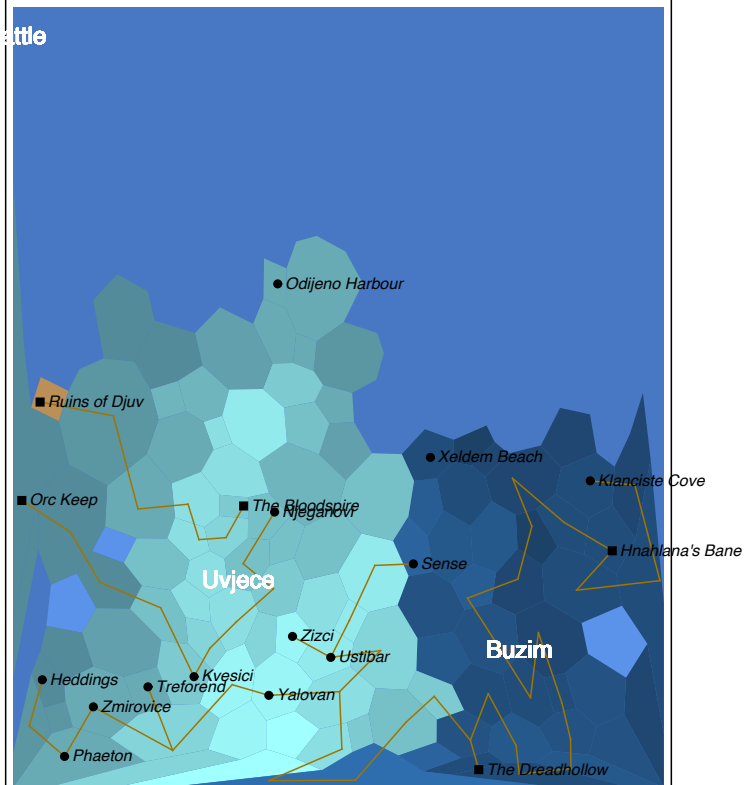 attle
Odijeno Harbour
Ruins of Djuv
Xeldem Beach
Klanciste Cove
Orc Keep
The Bloodspire
Njeganovi
Hnahlana's Bane
Sense
Uvjece
Zizci
Buzim
Ustibar
Kvesici
Heddings
Treforend
Yalovan
Zmirovice
Phaeton
The Dreadhollow